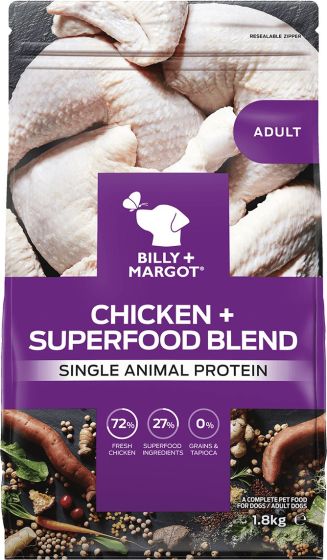 RESEALABLE ZIPPER
ADULT
BILLY +
MARGOT®
CHICKEN +
SUPERFOOD BLEND
SINGLE ANIMAL PROTEIN
72% 27% 0%
FRESH CHICKEN SUPERFOOD INGREDIENTS GRAINS & TAPIOCA
A COMPLETE PET FOOD
FOR DOGS / ADULT DOGS
1.8kg℮